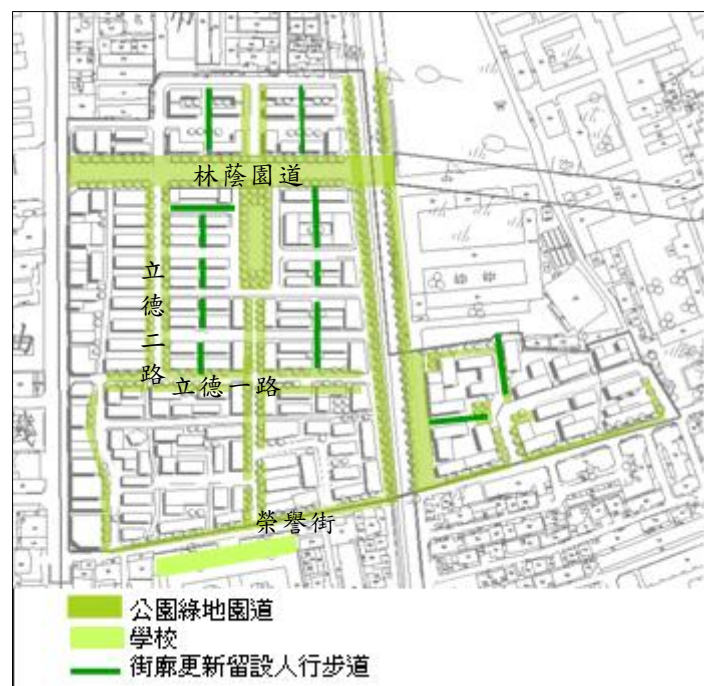 林蔭園道
立德二路
立德一路
榮譽街
公園綠地園道
學校
街廓更新留設人行步道